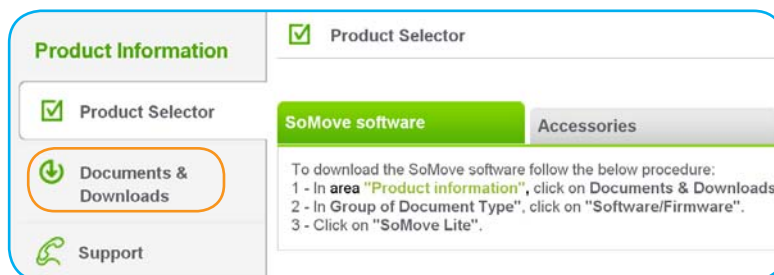 Product Information
Product Selector
Documents &
Downloads
Support
Product Selector
SoMove software
Accessories
To download the SoMove software follow the below procedure:
1 - In area "Product information", click on Documents & Downloads
2 - In Group of Document Type", click on "Software/Firmware".
3 - Click on "SoMove Lite".